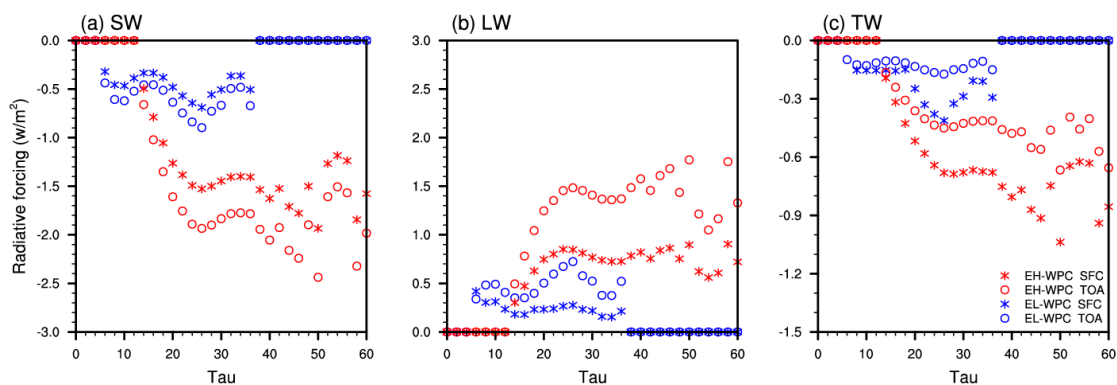 (a) SW
(b) LW
(c) TW
Radiative forcing (w/m²)
0.0
-0.5
-1.0
-1.5
-2.0
-2.5
-3.0
0 10 20 30 40 50 60
Tau
3.0
2.5
2.0
1.5
1.0
0.5
0.0
0 10 20 30 40 50 60
Tau
0.0
-0.3
-0.6
-0.9
-1.2
-1.5
0 10 20 30 40 50 60
Tau
EH-WPC SFC
EH-WPC TOA
EL-WPC SFC
EL-WPC TOA